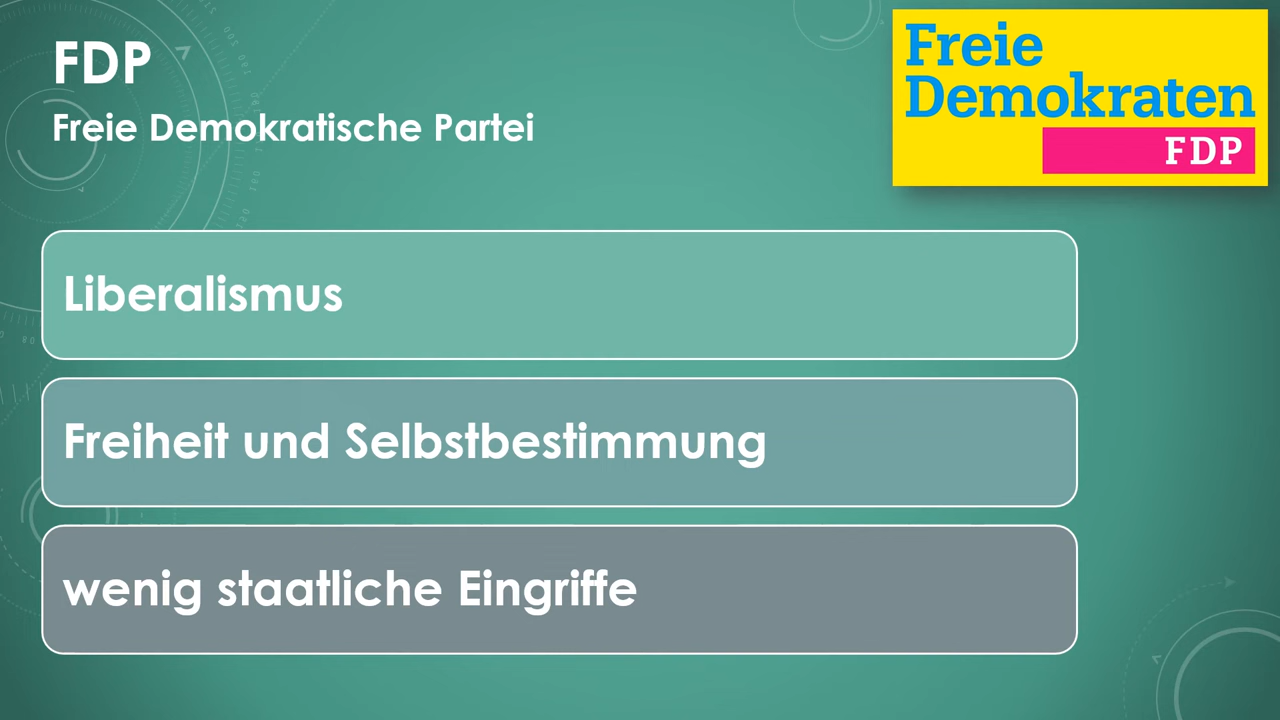 FDP
Freie Demokratische Partei
Freie
Demokraten
FDP
Liberalismus
Freiheit und Selbstbestimmung
wenig staatliche Eingriffe